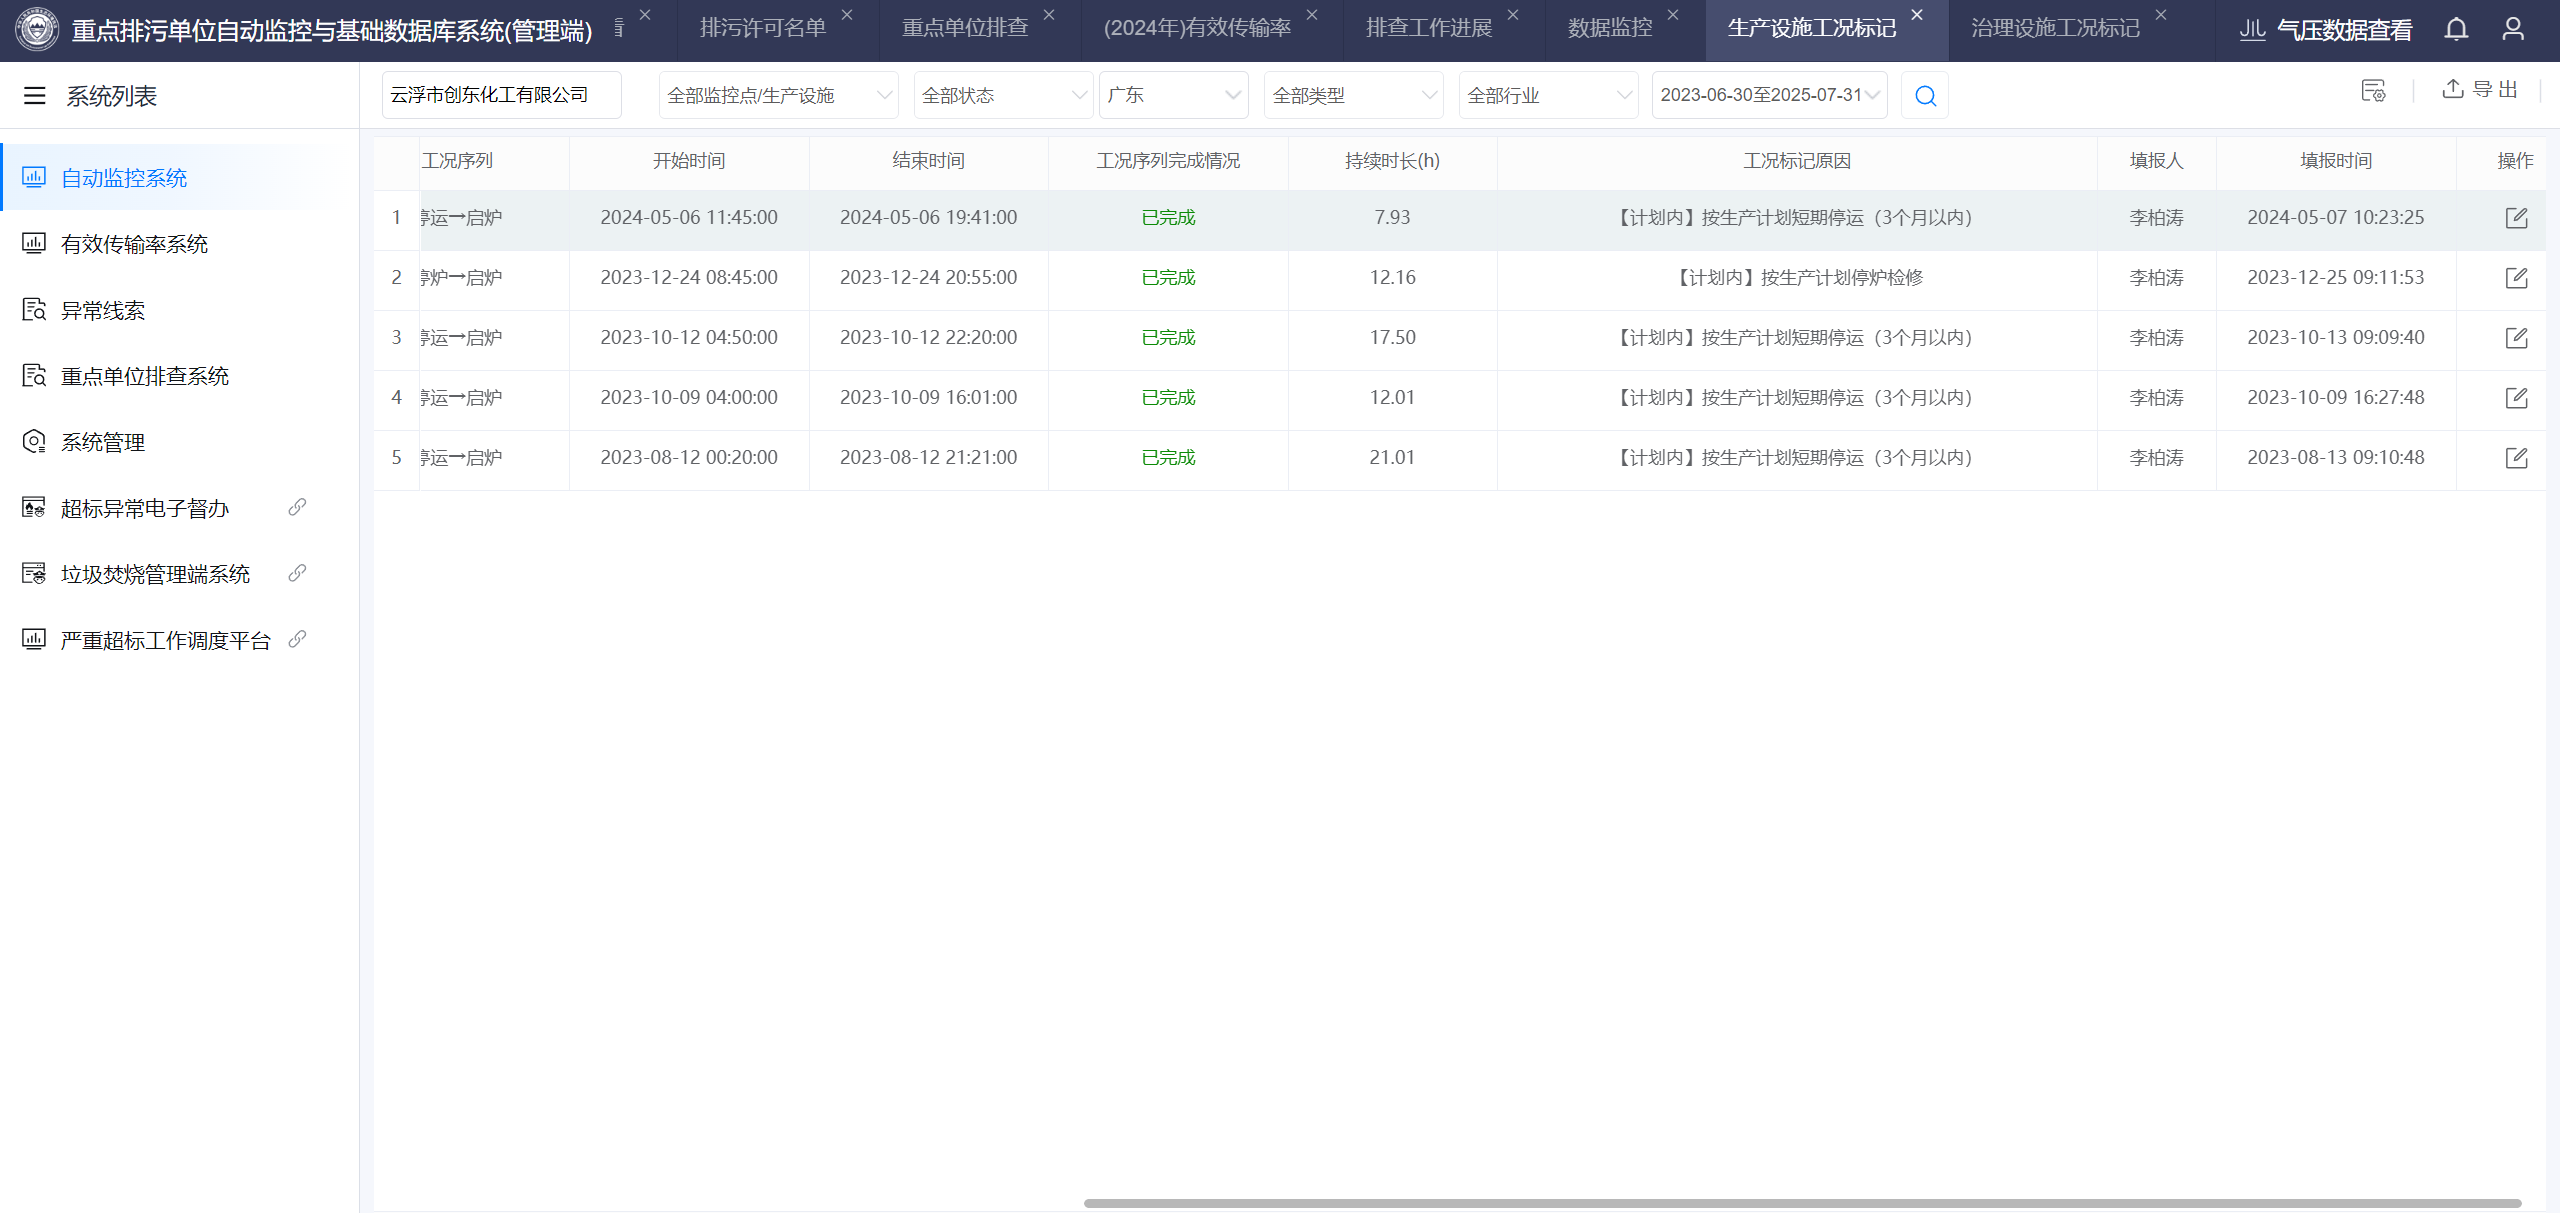 重点排污单位自动监控与基础数据库系统(管理端) 排污许可名单 重点单位排查 (2024年)有效传输率 排查工作进展 数据监控 生产设施工况标记 治理设施工况标记 气压数据查看
系统列表
云浮市创东化工有限公司 全部监控点/生产设施 全部状态 广东 全部类型 全部行业 2023-06-30至2025-07-31 导出
自动监控系统
有效传输率系统
异常线索
重点单位排查系统
系统管理
超标异常电子督办
垃圾焚烧管理端系统
严重超标工作调度平台
工况序列 开始时间 结束时间 工况序列完成情况 持续时长(h) 工况标记原因 填报人 填报时间 操作
1 停运→启炉 2024-05-06 11:45:00 2024-05-06 19:41:00 已完成 7.93 【计划内】按生产计划短期停运（3个月以内） 李柏涛 2024-05-07 10:23:25
2 停炉→启炉 2023-12-24 08:45:00 2023-12-24 20:55:00 已完成 12.16 【计划内】按生产计划停炉检修 李柏涛 2023-12-25 09:11:53
3 停运→启炉 2023-10-12 04:50:00 2023-10-12 22:20:00 已完成 17.50 【计划内】按生产计划短期停运（3个月以内） 李柏涛 2023-10-13 09:09:40
4 停运→启炉 2023-10-09 04:00:00 2023-10-09 16:01:00 已完成 12.01 【计划内】按生产计划短期停运（3个月以内） 李柏涛 2023-10-09 16:27:48
5 停运→启炉 2023-08-12 00:20:00 2023-08-12 21:21:00 已完成 21.01 【计划内】按生产计划短期停运（3个月以内） 李柏涛 2023-08-13 09:10:48